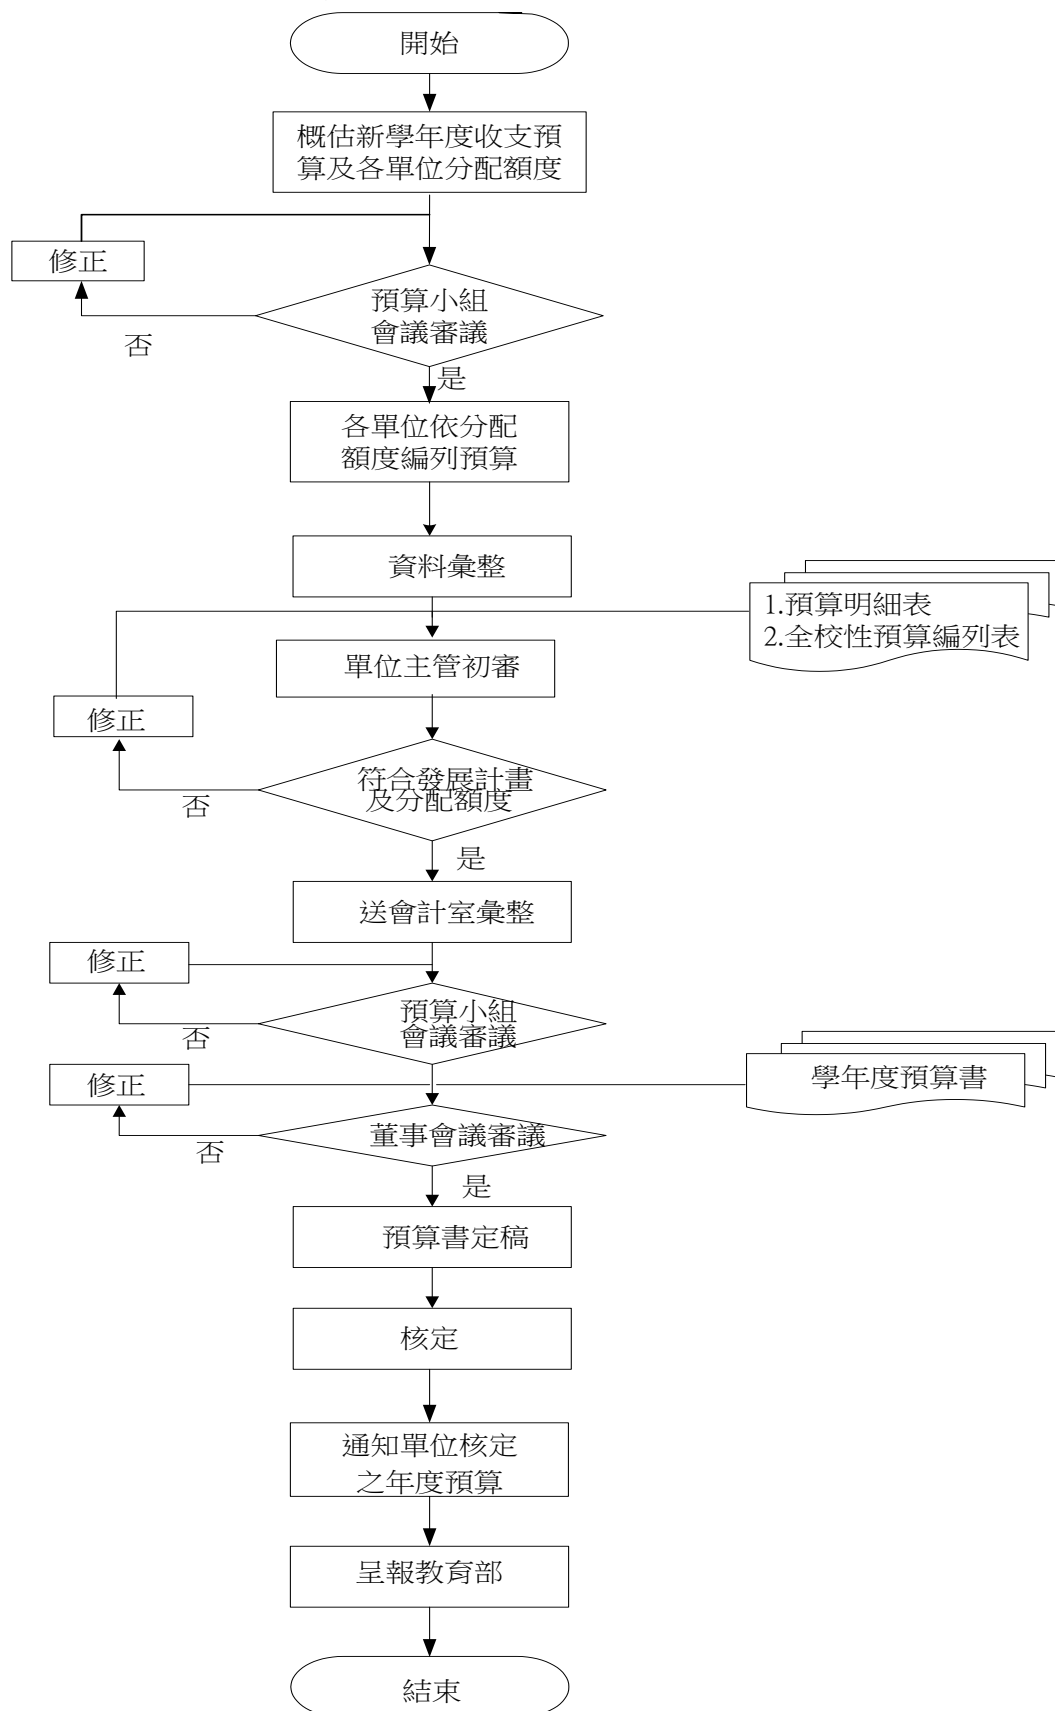 開始
概估新學年度收支預
算及各單位分配額度
修正
預算小組
會議審議
否
是
各單位依分配
額度編列預算
資料彙整
1.預算明細表
2.全校性預算編列表
單位主管初審
修正
符合發展計畫
及分配額度
否
是
送會計室彙整
修正
預算小組
會議審議
否
修正
學年度預算書
董事會議審議
否
是
預算書定稿
核定
通知單位核定
之年度預算
呈報教育部
結束